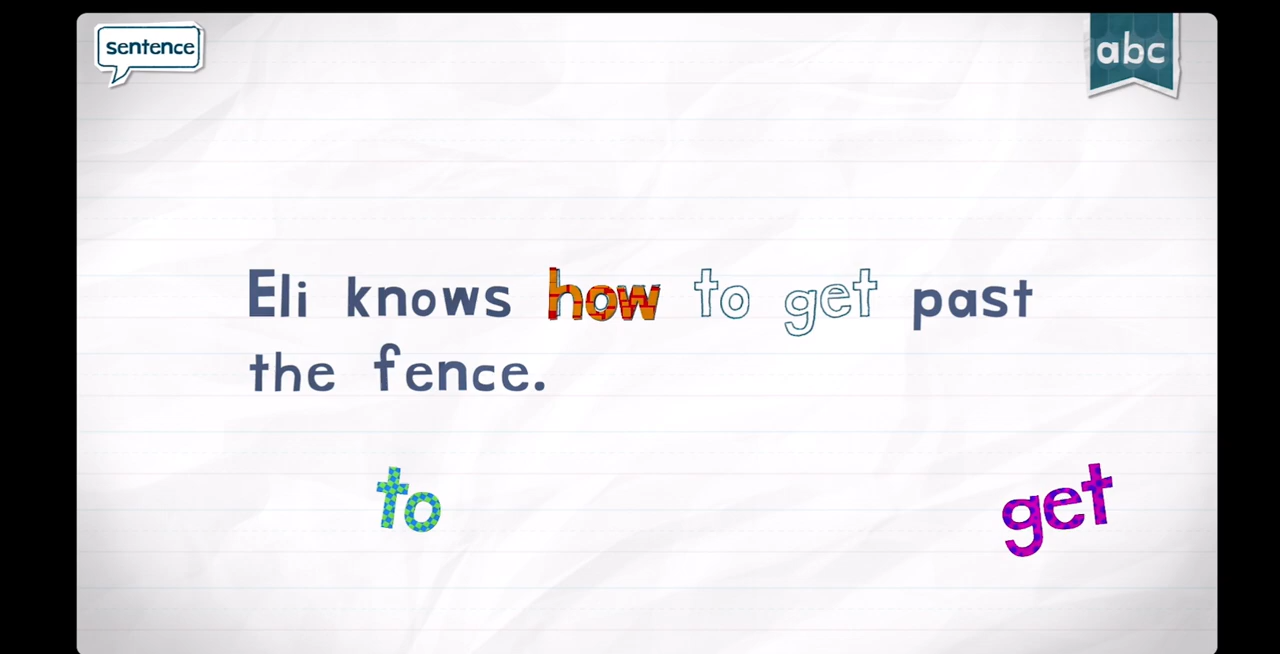 sentence
abc
Eli knows how to get past
the fence.
to
get